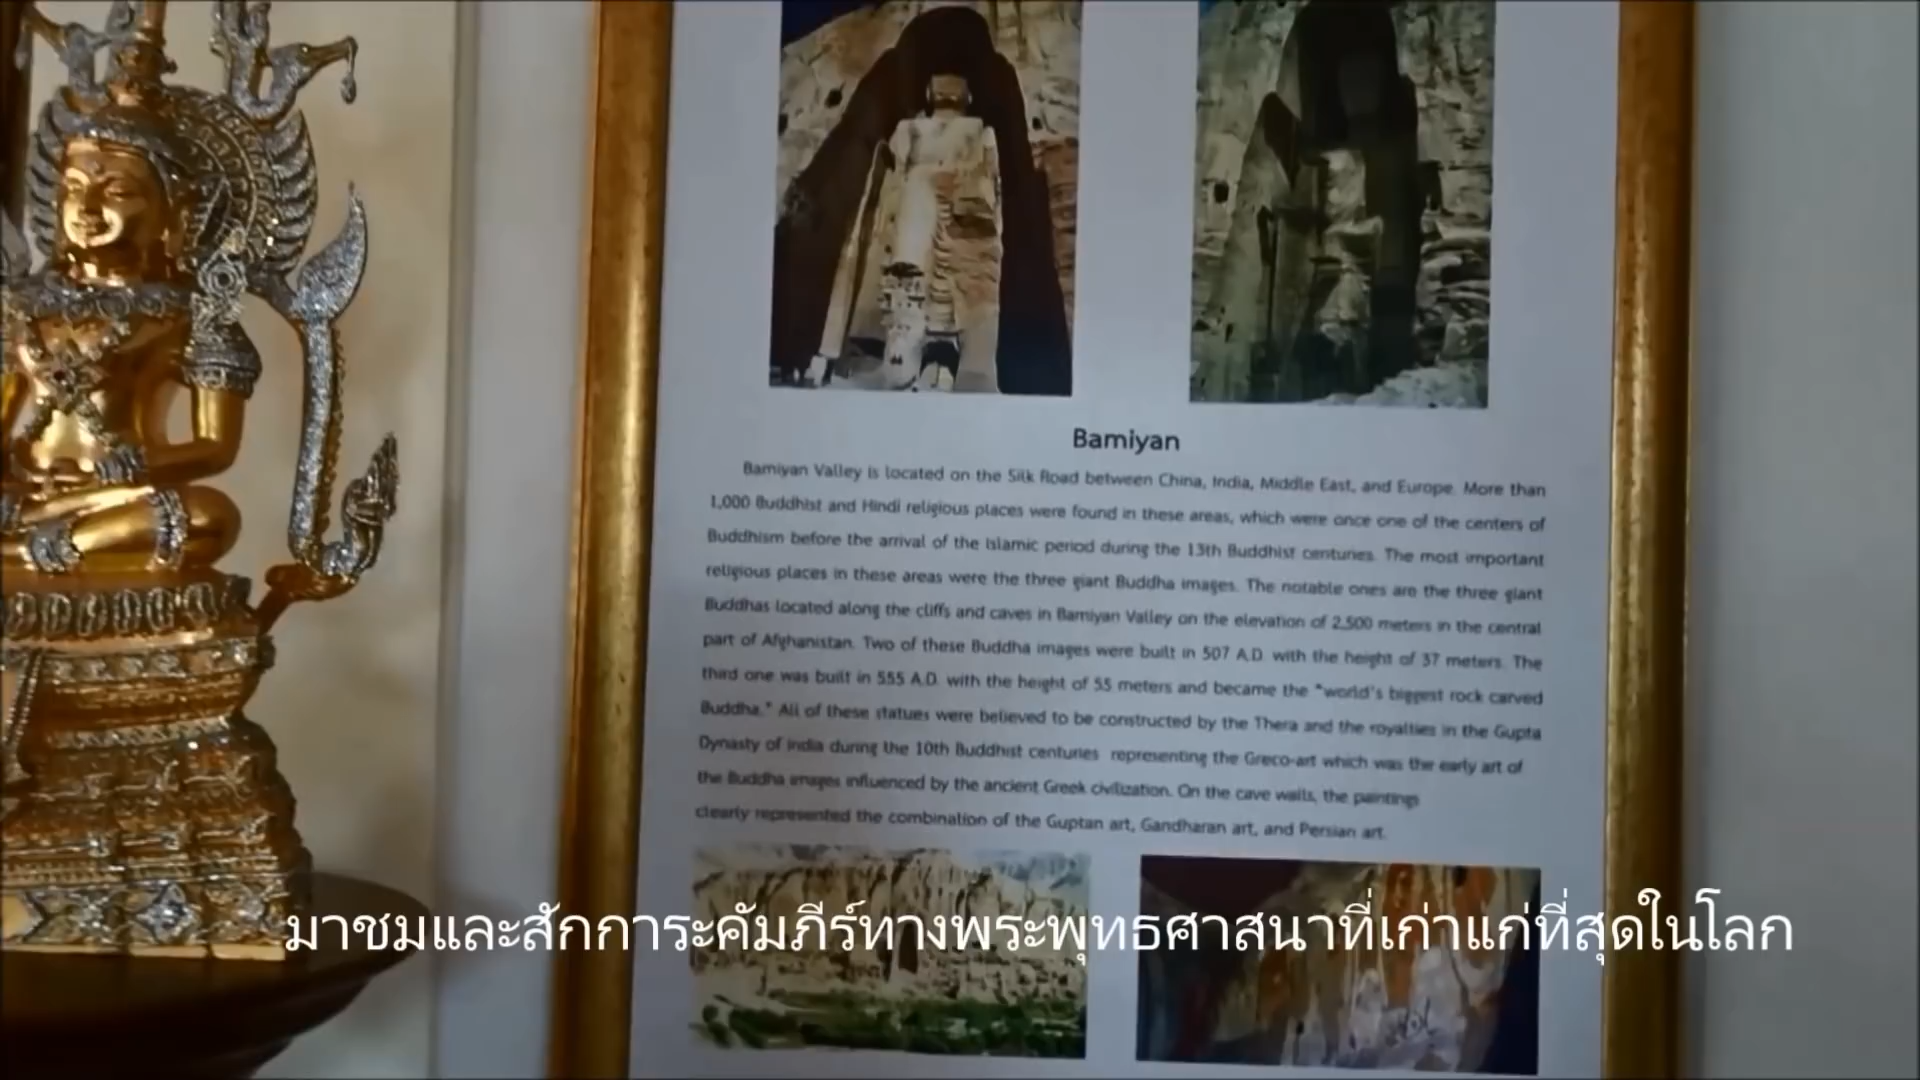 Bamiyan
Bamiyan Valley is located on the Silk Road between China, India, Middle East, and Europe. More than
1,000 Buddhist and Hindi religious places were found in these areas, which were once one of the centers of
Buddhism before the arrival of the Islamic period during the 13th Buddhist centuries. The most important
religious places in these areas were the three giant Buddha images. The notable ones are the three giant
Buddhas located along the cliffs and caves in Bamiyan Valley on the elevation of 2,500 meters in the central
part of Afghanistan. Two of these Buddha images were built in 507 A.D. with the height of 37 meters. The
third one was built in 555 A.D. with the height of 55 meters and became the "world's biggest rock carved
Buddha." All of these statues were believed to be constructed by the Thera and the royalties in the Gupta
Dynasty of India during the 10th Buddhist centuries representing the Greco-art which was the early art of
the Buddha images influenced by the ancient Greek civilization. On the cave walls, the paintings
clearly represented the combination of the Guptan art, Gandharan art, and Persian art.
มาชมและสักการะคัมภีร์ทางพระพุทธศาสนาที่เก่าแก่ที่สุดในโลก